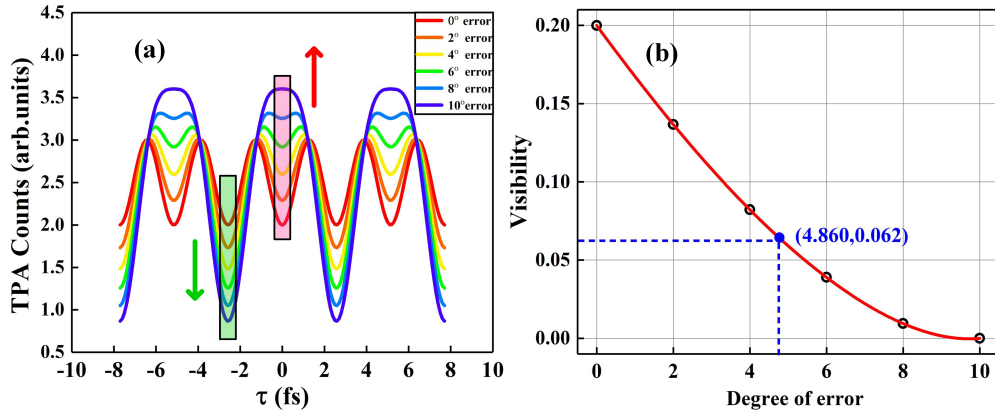 (a)
0° error
2° error
4° error
6° error
8° error
10°error
4.5
4.0
3.5
3.0
2.5
2.0
1.5
1.0
0.5
TPA Counts (arb.units)
-10 -8 -6 -4 -2 0 2 4 6 8 10
τ (fs)
(b)
0.20
0.15
0.10
0.05
0.00
Visibility
(4.860,0.062)
0 2 4 6 8 10
Degree of error